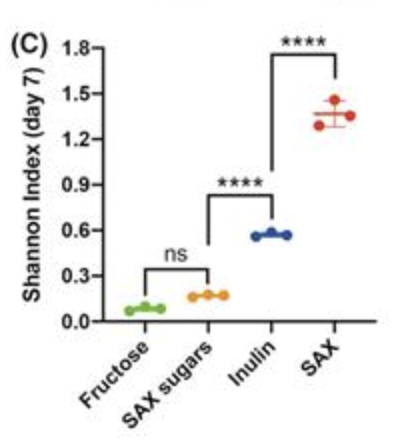 (C)
Shannon Index (day 7)
1.8
1.5
1.2
0.9
0.6
0.3
0.0
****
****
ns
Fructose
SAX sugars
Inulin
SAX